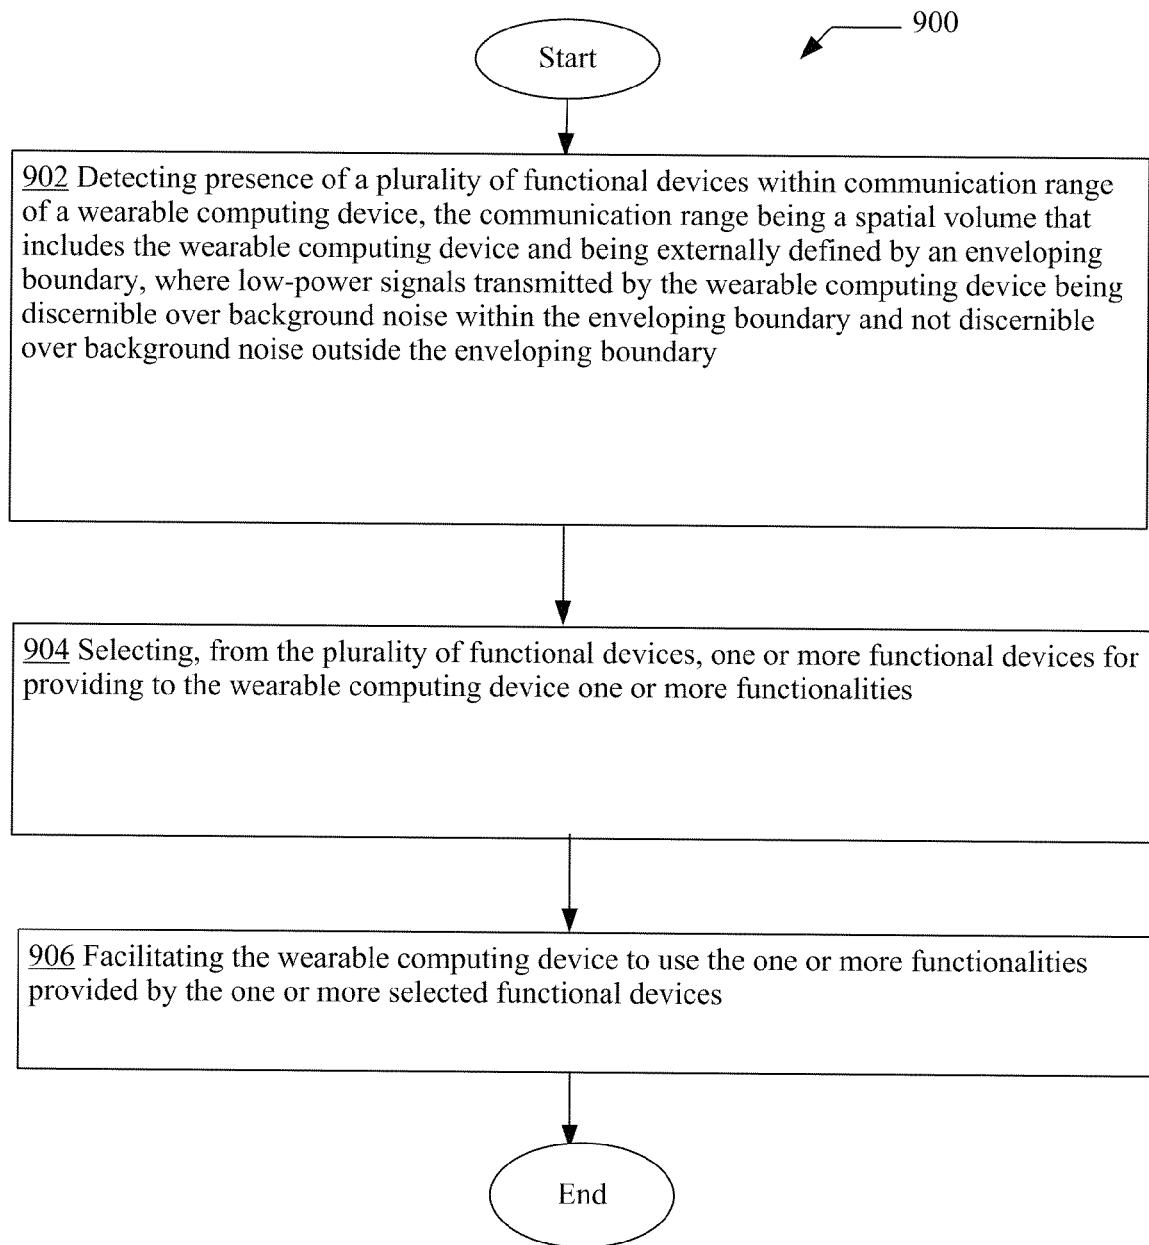 900
Start
902 Detecting presence of a plurality of functional devices within communication range
of a wearable computing device, the communication range being a spatial volume that
includes the wearable computing device and being externally defined by an enveloping
boundary, where low-power signals transmitted by the wearable computing device being
discernible over background noise within the enveloping boundary and not discernible
over background noise outside the enveloping boundary
904 Selecting, from the plurality of functional devices, one or more functional devices for
providing to the wearable computing device one or more functionalities
906 Facilitating the wearable computing device to use the one or more functionalities
provided by the one or more selected functional devices
End